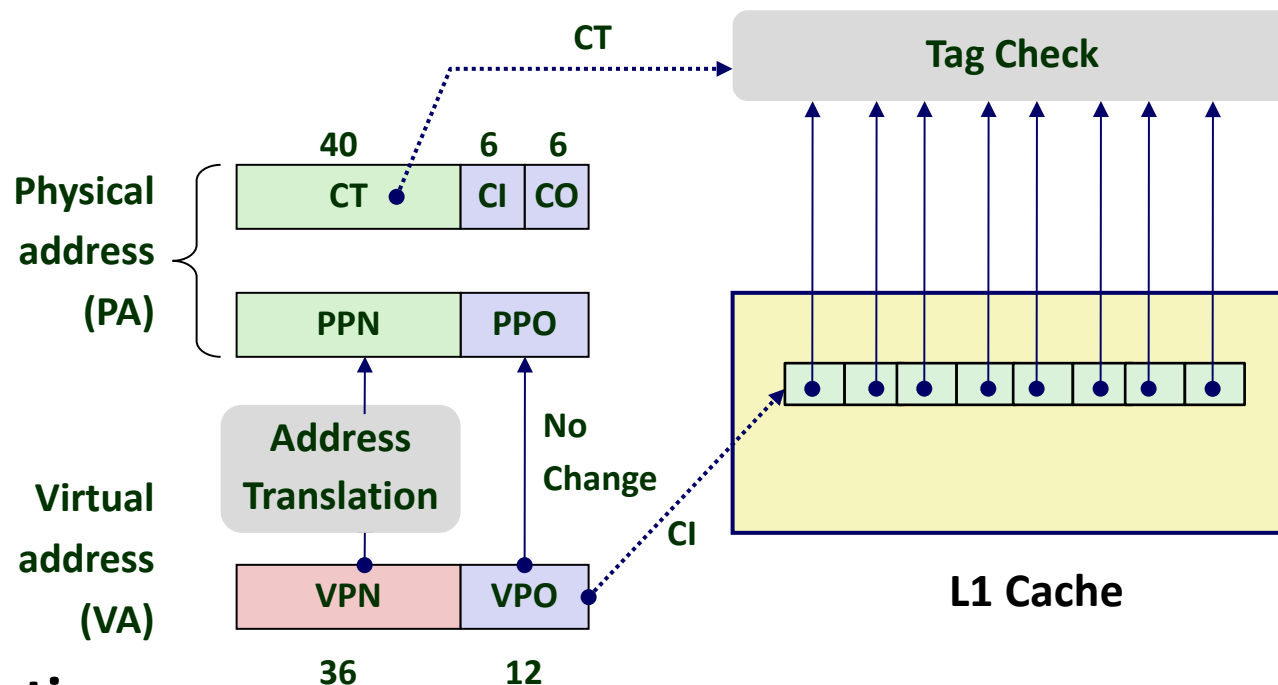 CT
Tag Check
40
6
6
CT
CI
CO
Physical
address
(PA)
PPN
PPO
Address
Translation
No
Change
Virtual
address
(VA)
CI
VPN
VPO
L1 Cache
36
12